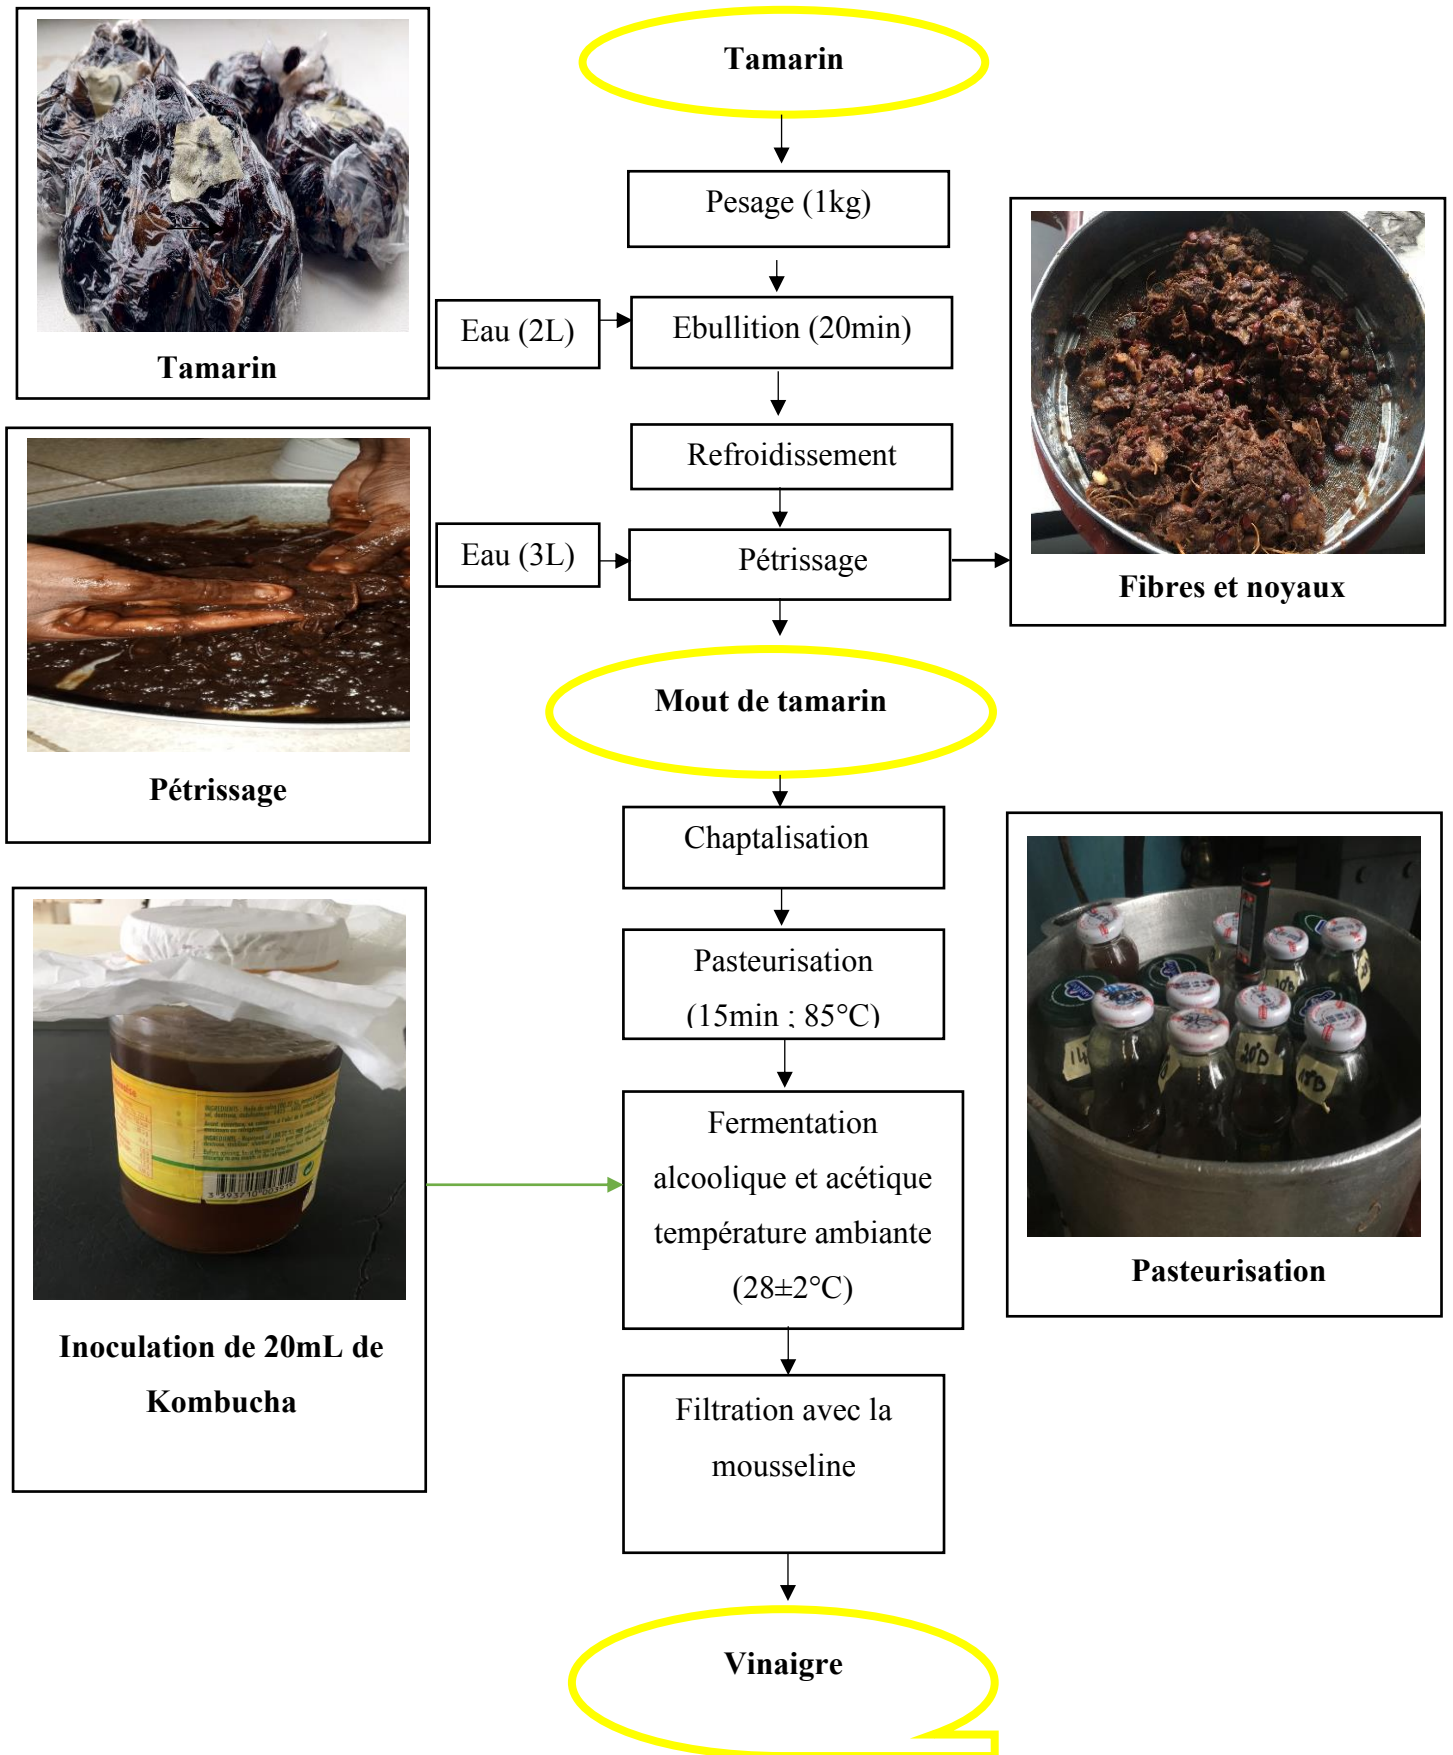 Tamarin
Pesage (1kg)
Tamarin
Eau (2L)
Ebullition (20min)
Refroidissement
Eau (3L)
Pétrissage
Fibres et noyaux
Mout de tamarin
Pétrissage
Chaptalisation
Pasteurisation
(15min ; 85°C)
Fermentation
alcoolique et acétique
température ambiante
(28±2°C)
Inoculation de 20mL de
Kombucha
Pasteurisation
Filtration avec la
mousseline
Vinaigre